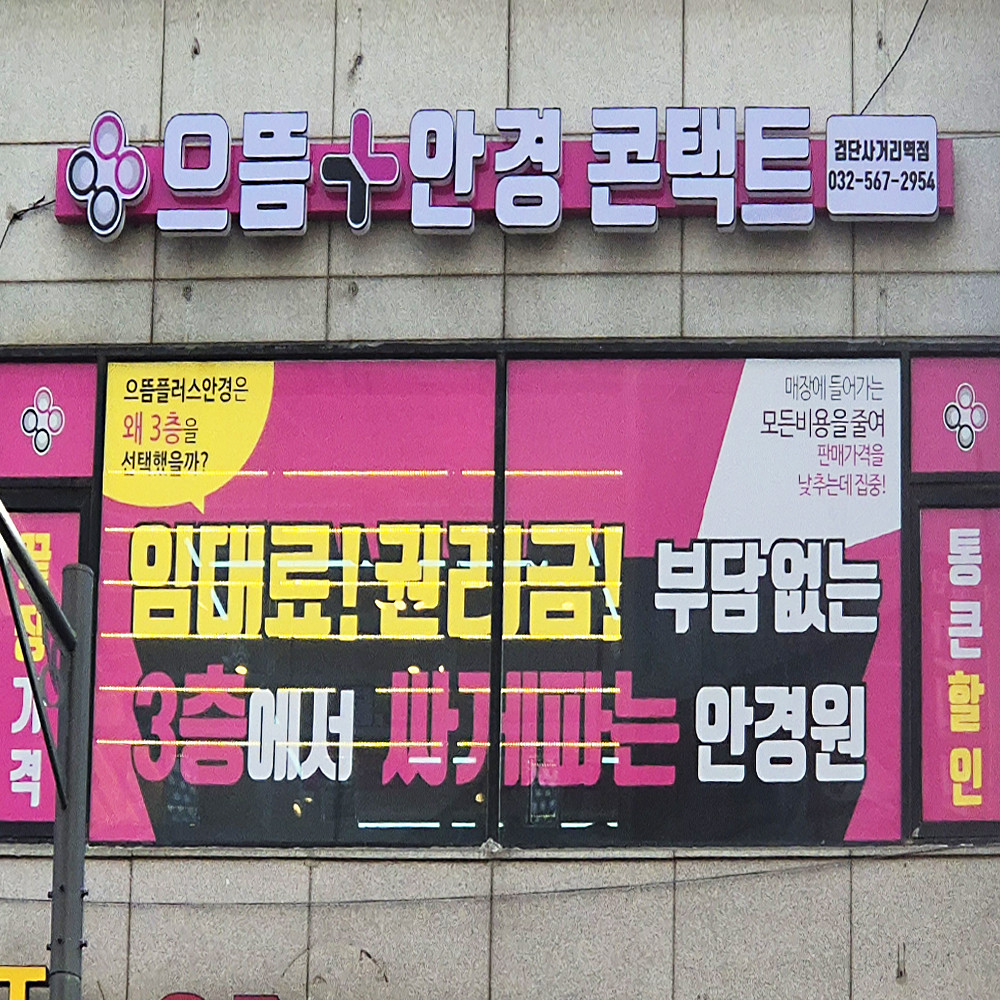 으뜸+안경 콘택트
검단사거리역점
032-567-2954
으뜸플러스안경은
왜 3층을
선택했을까?
매장에 들어가는
모든비용을줄여
판매가격을
낮추는데 집중!
임대료!권리금! 부담없는
3층에서 싸게파는 안경원
가격
통큰할인